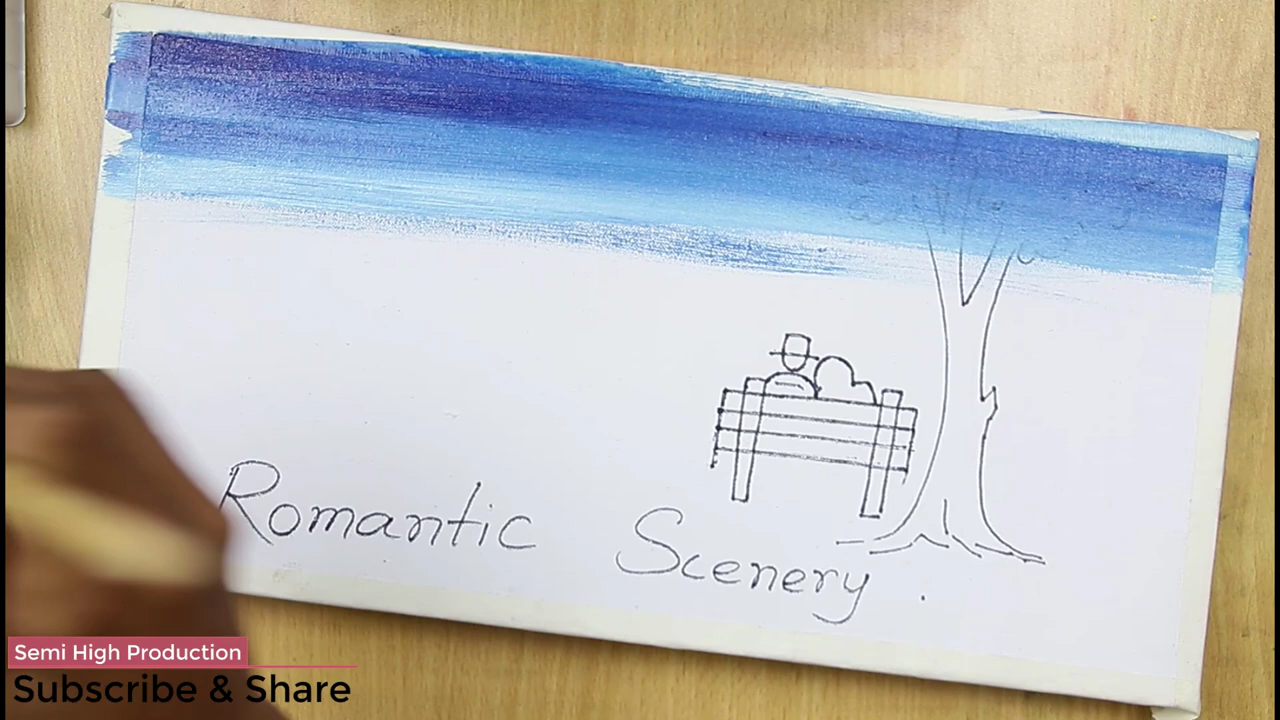 Romantic Scenery .
Semi High Production
Subscribe & Share